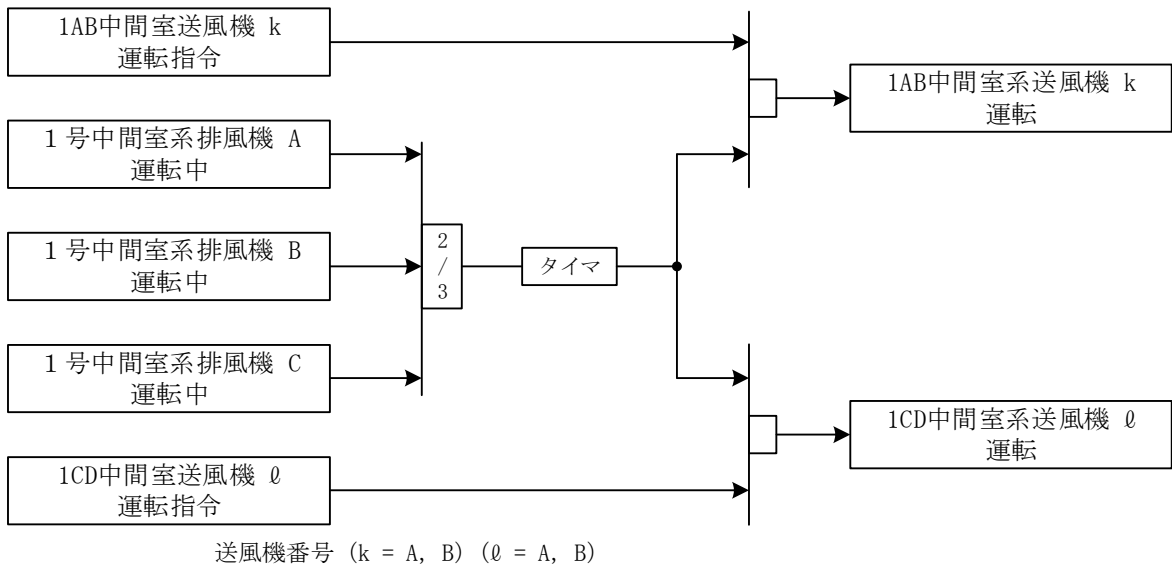 1AB中間室送風機 k
運転指令
１号中間室系排風機 A
運転中
１号中間室系排風機 B
運転中
１号中間室系排風機 C
運転中
1CD中間室送風機 ℓ
運転指令
2
/
3
タイマ
1AB中間室系送風機 k
運転
1CD中間室系送風機 ℓ
運転
送風機番号 (k = A, B) (ℓ = A, B)